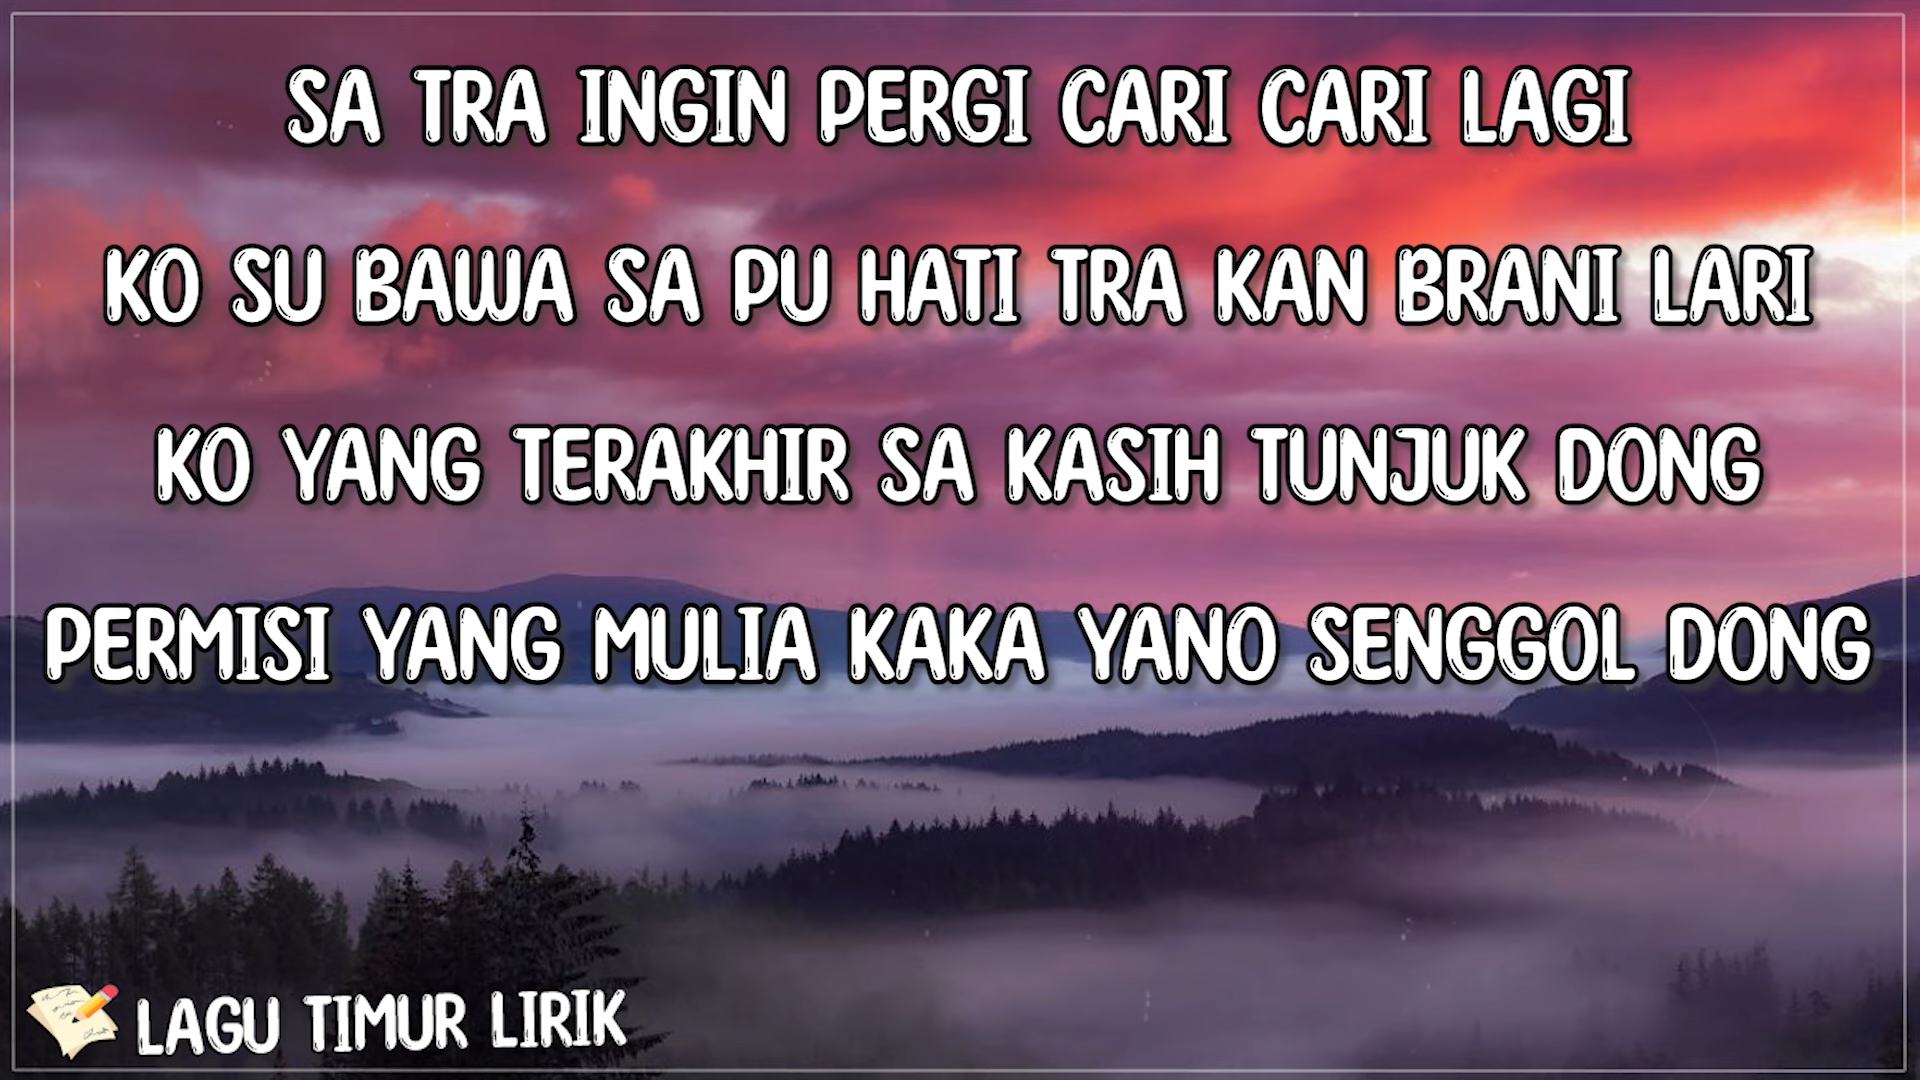 SA TRA INGIN PERGI CARI CARI LAGI
KO SU BAWA SA PU HATI TRA KAN BRANI LARI
KO YANG TERAKHIR SA KASIH TUNJUK DONG
PERMISI YANG MULIA KAKA YANO SENGGOL DONG
LAGU TIMUR LIRIK